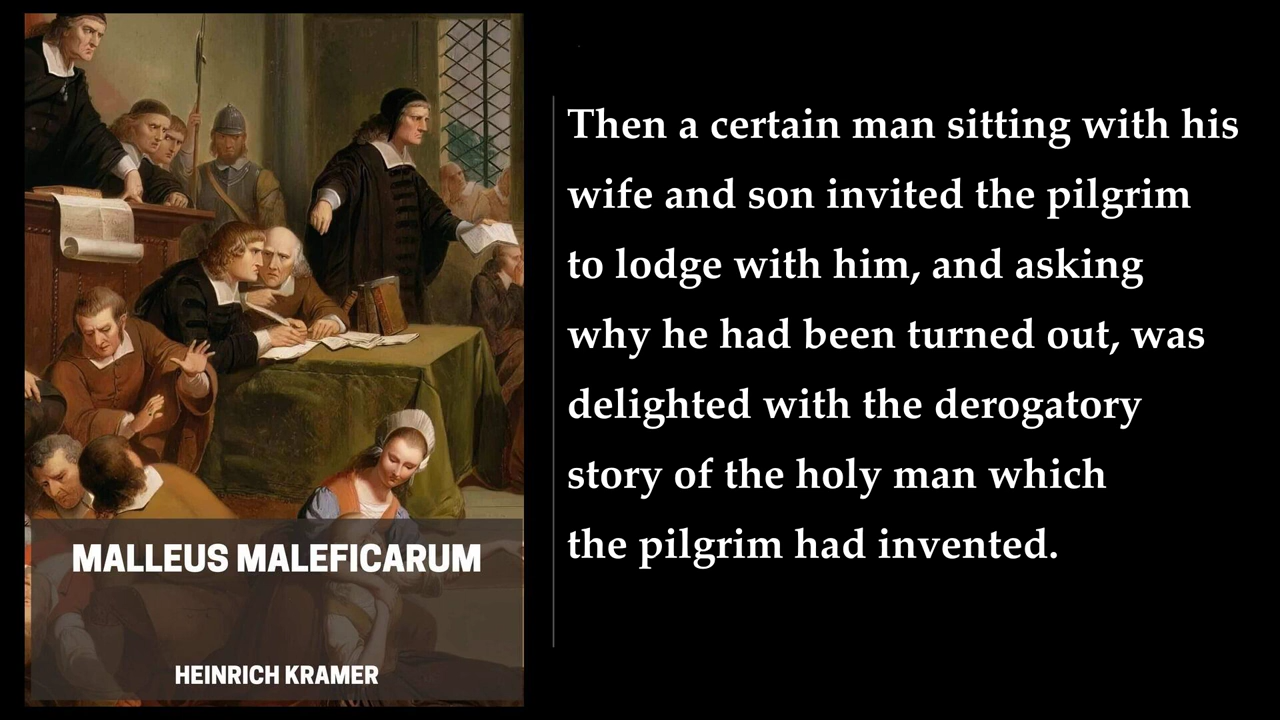 MALLEUS MALEFICARUM
HEINRICH KRAMER
Then a certain man sitting with his
wife and son invited the pilgrim
to lodge with him, and asking
why he had been turned out, was
delighted with the derogatory
story of the holy man which
the pilgrim had invented.